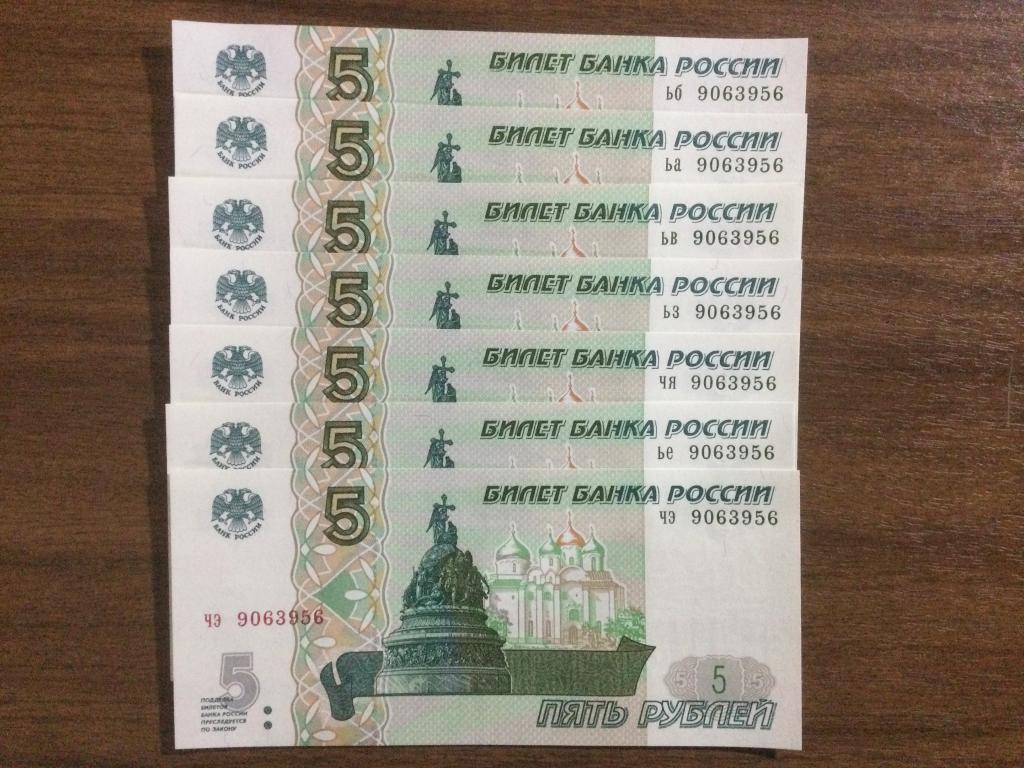 БАНК РОССИИ
5
БИЛЕТ БАНКА РОССИИ
ьб 9063956
БАНК РОССИИ
5
БИЛЕТ БАНКА РОССИИ
ьа 9063956
БАНК РОССИИ
5
БИЛЕТ БАНКА РОССИИ
ьв 9063956
БАНК РОССИИ
5
БИЛЕТ БАНКА РОССИИ
ьз 9063956
БАНК РОССИИ
5
БИЛЕТ БАНКА РОССИИ
чя 9063956
5
БИЛЕТ БАНКА РОССИИ
ье 9063956
БАНК РОССИИ
5
БИЛЕТ БАНКА РОССИИ
чэ 9063956
чэ 9063956
5
ПОДДЕЛКА
БИЛЕТОВ
БАНКА РОССИИ
ПРЕСЛЕДУЕТСЯ
ПО ЗАКОНУ
5 5 5
ПЯТЬ РУБЛЕЙ